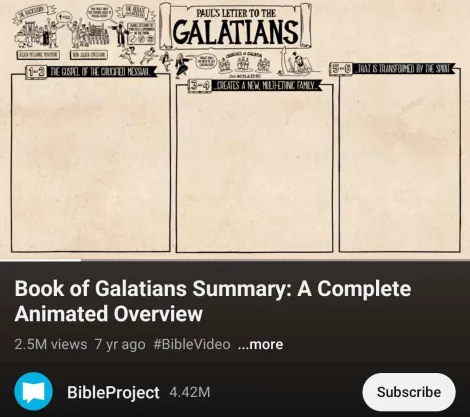 PAUL'S LETTER TO THE
GALATIANS
1-2 THE GOSPEL OF THE CRUCIFIED MESSIAH...
3-4 ...CREATES A NEW, MULTI-ETHNIC FAMILY...
5-6 ...THAT IS TRANSFORMED BY THE SPIRIT.
Book of Galatians Summary: A Complete
Animated Overview
2.5M views 7 yr ago #BibleVideo ...more
BibleProject 4.42M
Subscribe